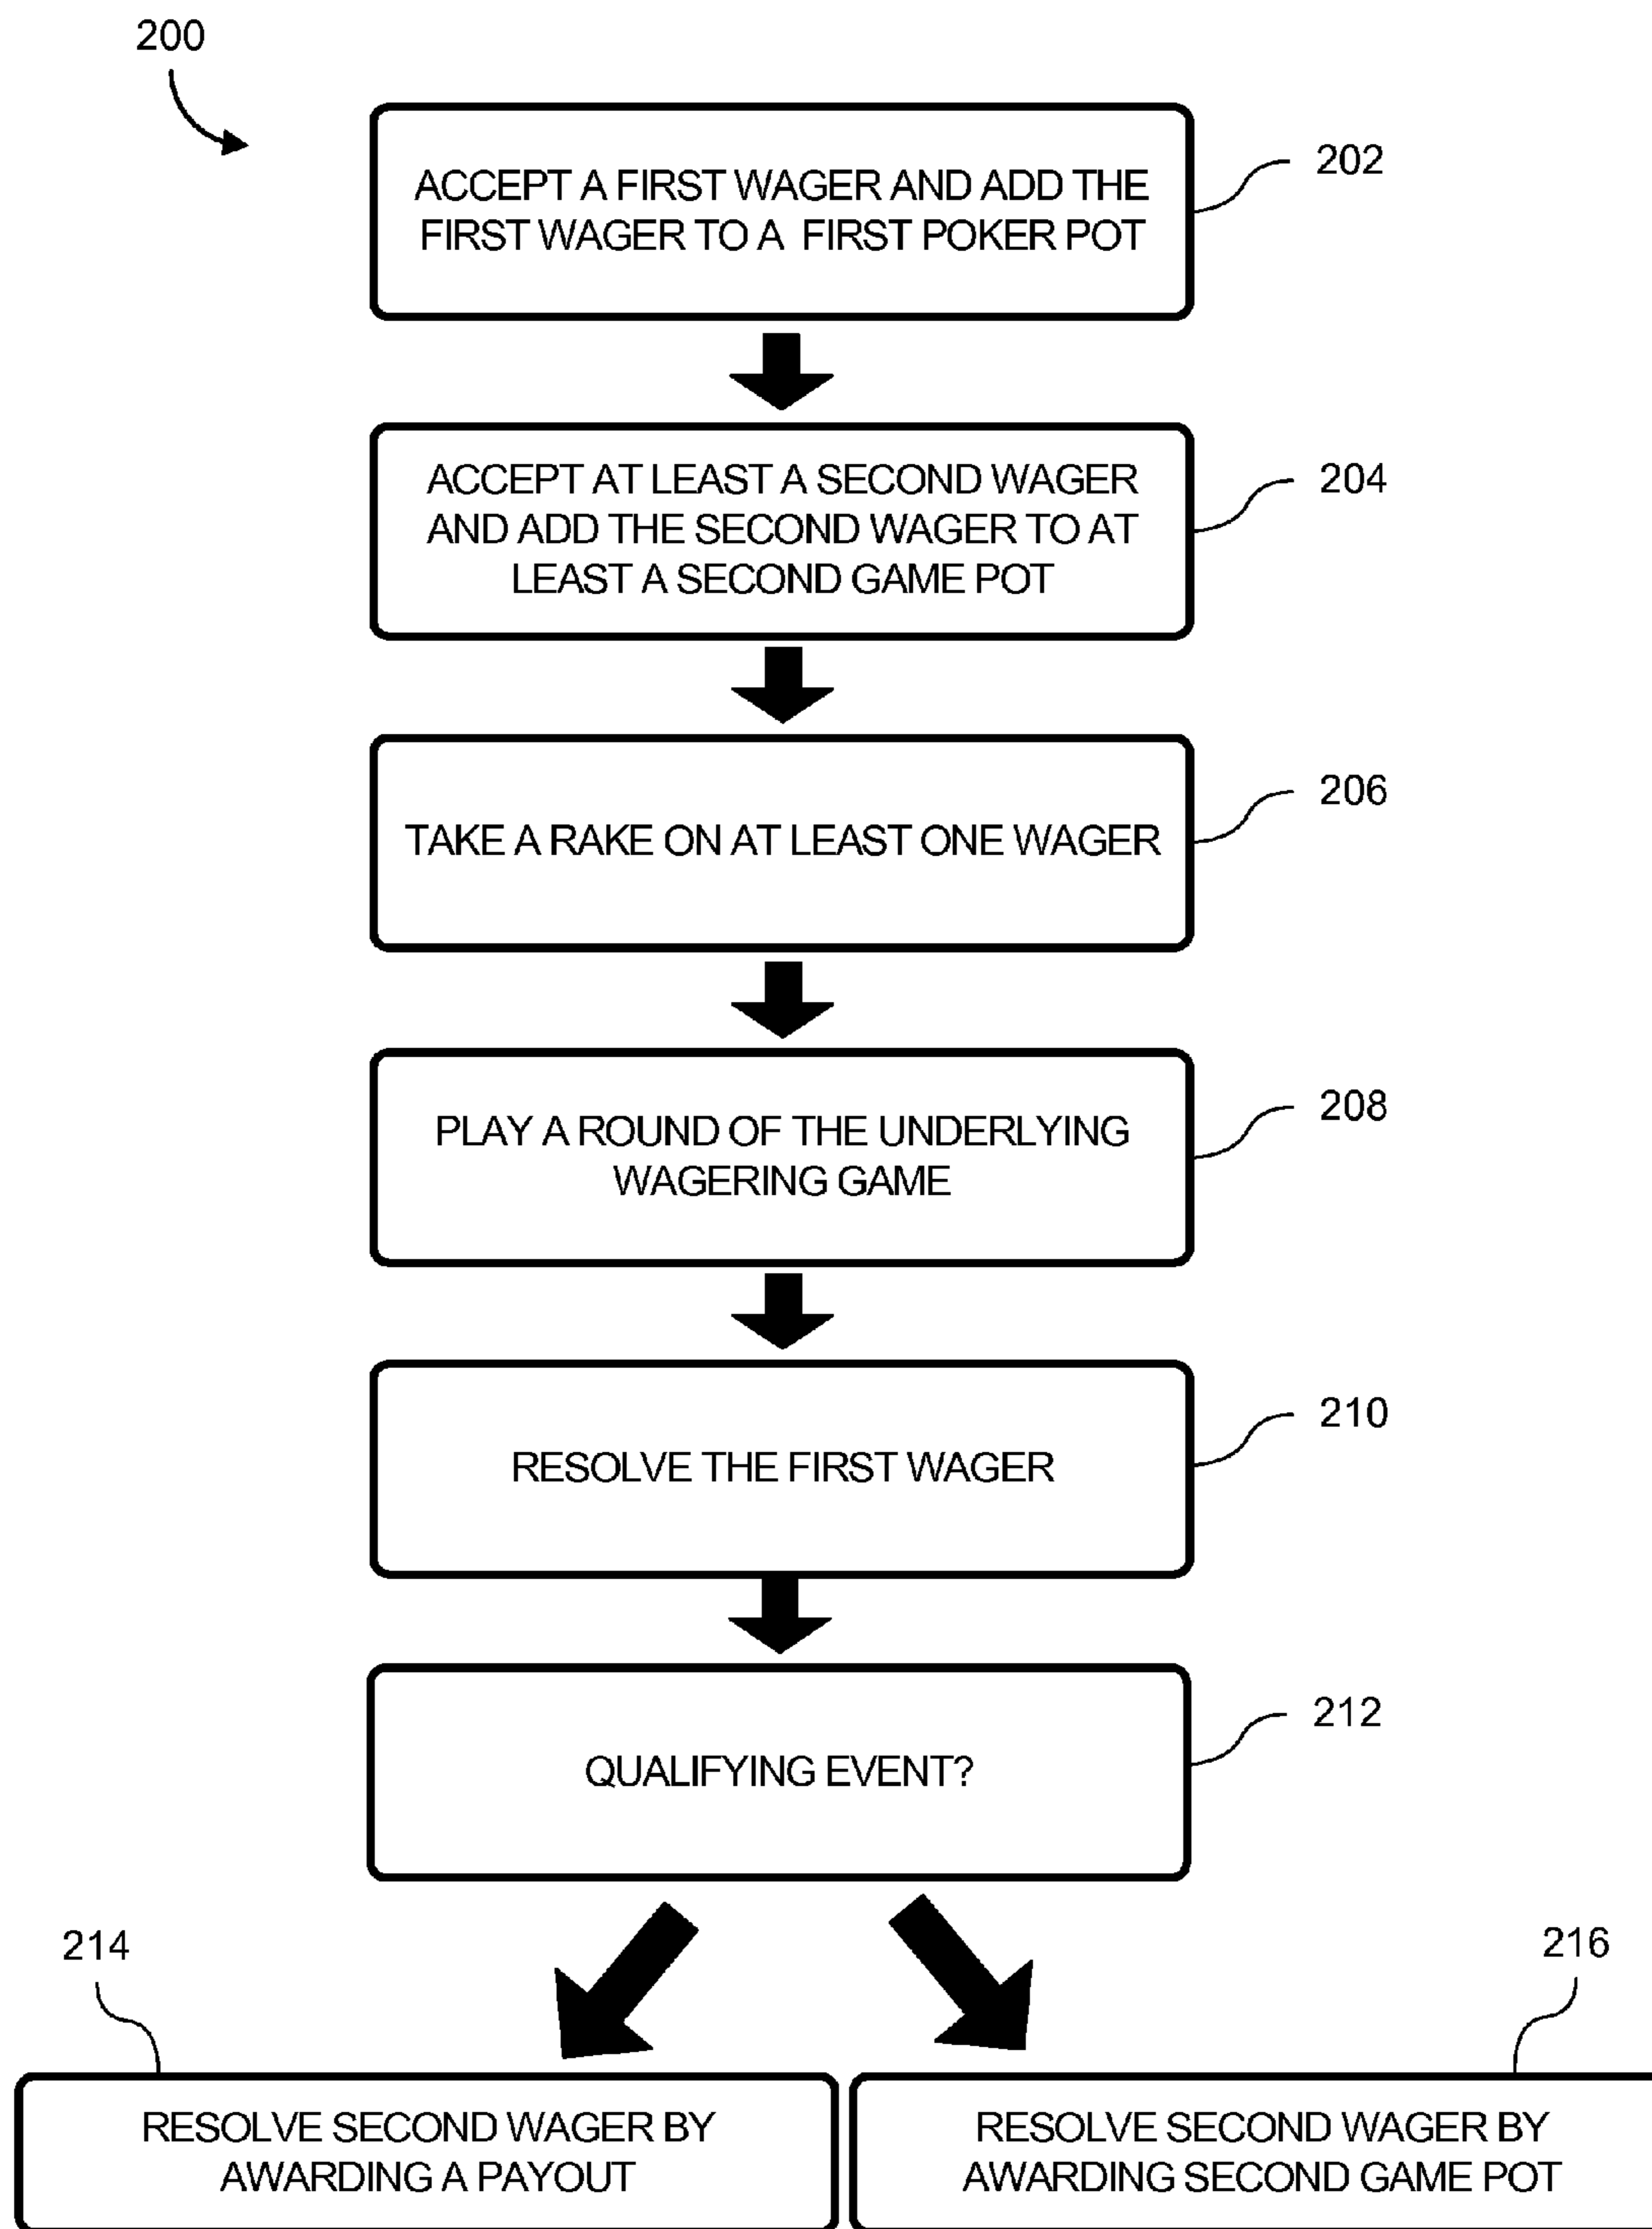 200
ACCEPT A FIRST WAGER AND ADD THE
FIRST WAGER TO A FIRST POKER POT
202
ACCEPT AT LEAST A SECOND WAGER
AND ADD THE SECOND WAGER TO AT
LEAST A SECOND GAME POT
204
TAKE A RAKE ON AT LEAST ONE WAGER
206
PLAY A ROUND OF THE UNDERLYING
WAGERING GAME
208
RESOLVE THE FIRST WAGER
210
QUALIFYING EVENT?
212
214
RESOLVE SECOND WAGER BY
AWARDING A PAYOUT
216
RESOLVE SECOND WAGER BY
AWARDING SECOND GAME POT